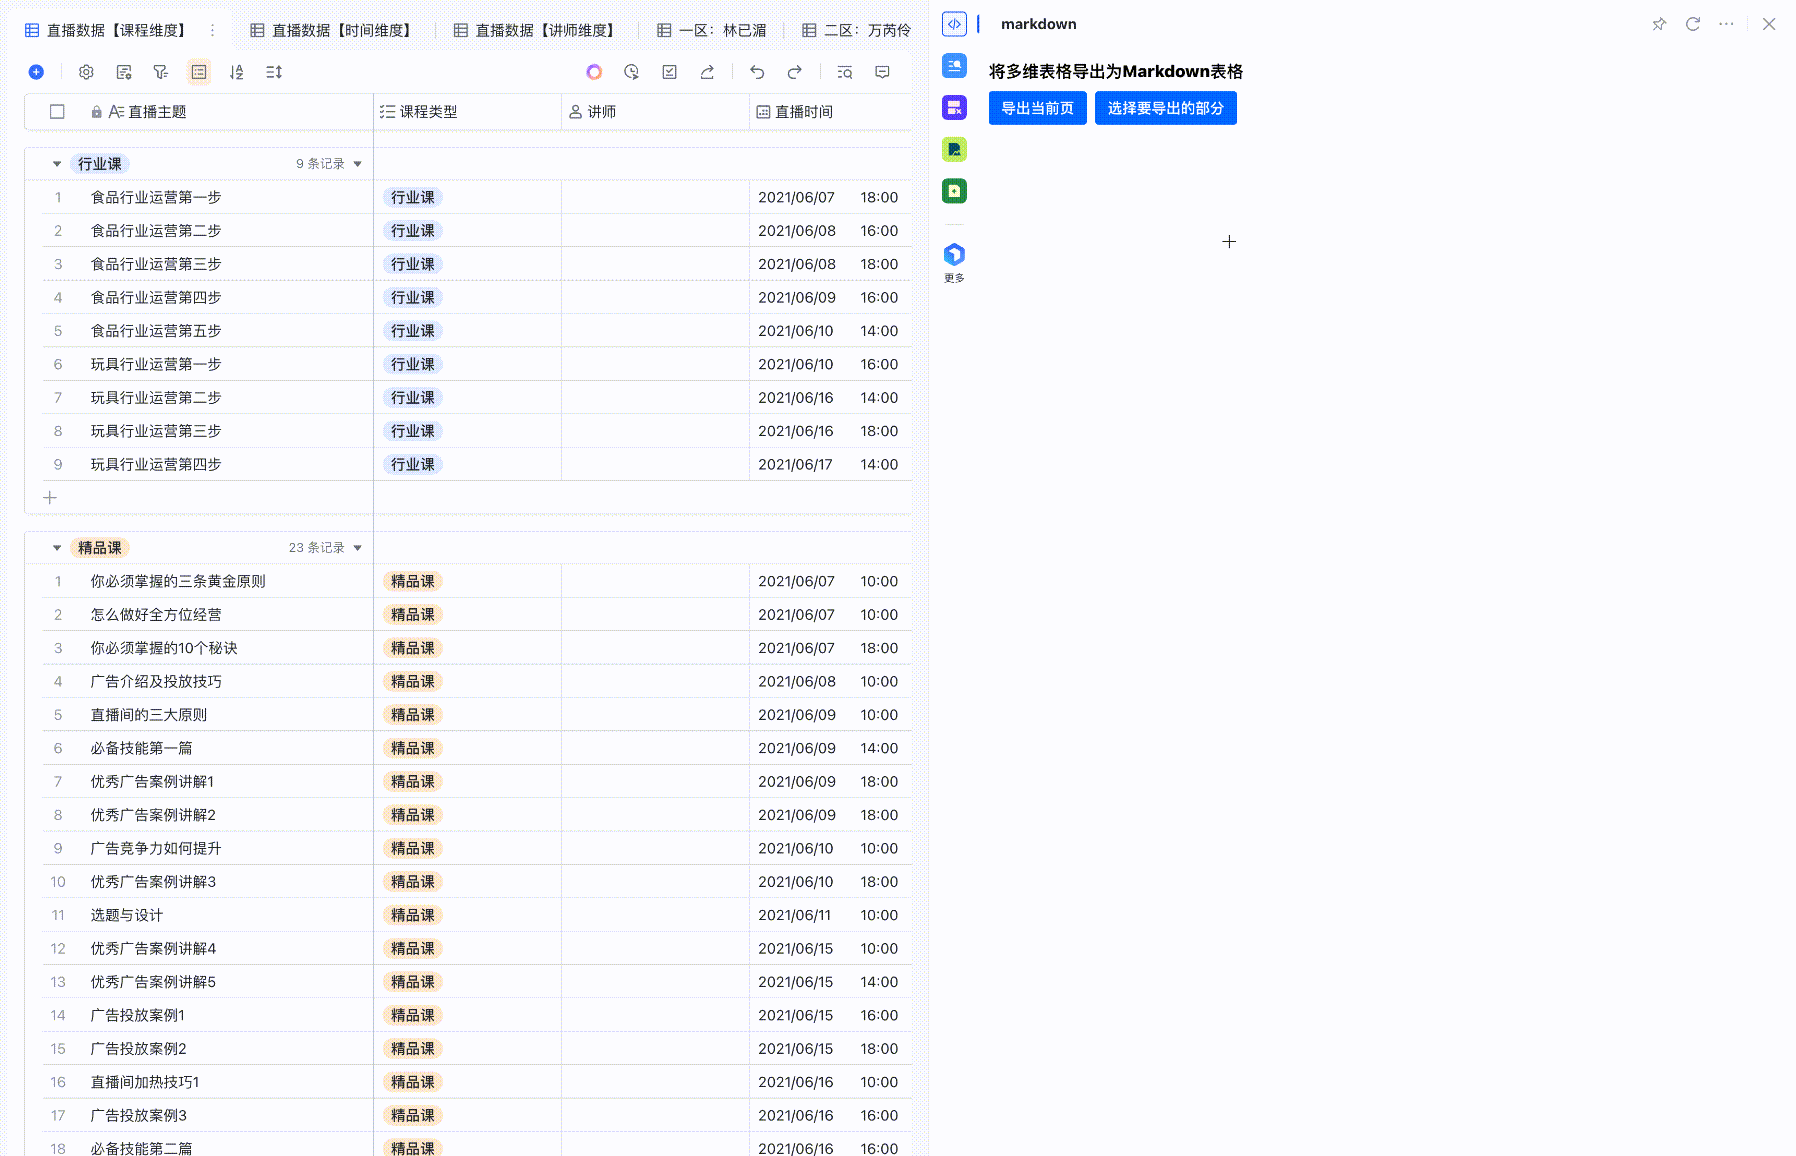 直播数据【课程维度】 直播数据【时间维度】 直播数据【讲师维度】 一区：林已湄 二区：万芮伶
直播主题 课程类型 讲师 直播时间
行业课 9 条记录
1 食品行业运营第一步 行业课 2021/06/07 18:00
2 食品行业运营第二步 行业课 2021/06/08 16:00
3 食品行业运营第三步 行业课 2021/06/08 18:00
4 食品行业运营第四步 行业课 2021/06/09 16:00
5 食品行业运营第五步 行业课 2021/06/10 14:00
6 玩具行业运营第一步 行业课 2021/06/10 16:00
7 玩具行业运营第二步 行业课 2021/06/16 14:00
8 玩具行业运营第三步 行业课 2021/06/16 18:00
9 玩具行业运营第四步 行业课 2021/06/17 14:00
精品课 23 条记录
1 你必须掌握的三条黄金原则 精品课 2021/06/07 10:00
2 怎么做好全方位经营 精品课 2021/06/07 10:00
3 你必须掌握的10个秘诀 精品课 2021/06/07 18:00
4 广告介绍及投放技巧 精品课 2021/06/08 10:00
5 直播间的三大原则 精品课 2021/06/09 10:00
6 必备技能第一篇 精品课 2021/06/09 14:00
7 优秀广告案例讲解1 精品课 2021/06/09 18:00
8 优秀广告案例讲解2 精品课 2021/06/09 18:00
9 广告竞争力如何提升 精品课 2021/06/10 10:00
10 优秀广告案例讲解3 精品课 2021/06/10 18:00
11 选题与设计 精品课 2021/06/11 10:00
12 优秀广告案例讲解4 精品课 2021/06/15 10:00
13 优秀广告案例讲解5 精品课 2021/06/15 14:00
14 广告投放案例1 精品课 2021/06/15 16:00
15 广告投放案例2 精品课 2021/06/15 18:00
16 直播间加热技巧1 精品课 2021/06/16 10:00
17 广告投放案例3 精品课 2021/06/16 16:00
18 必备技能第二篇 精品课 2021/06/16 16:00
markdown
将多维表格导出为Markdown表格
导出当前页 选择要导出的部分
更多